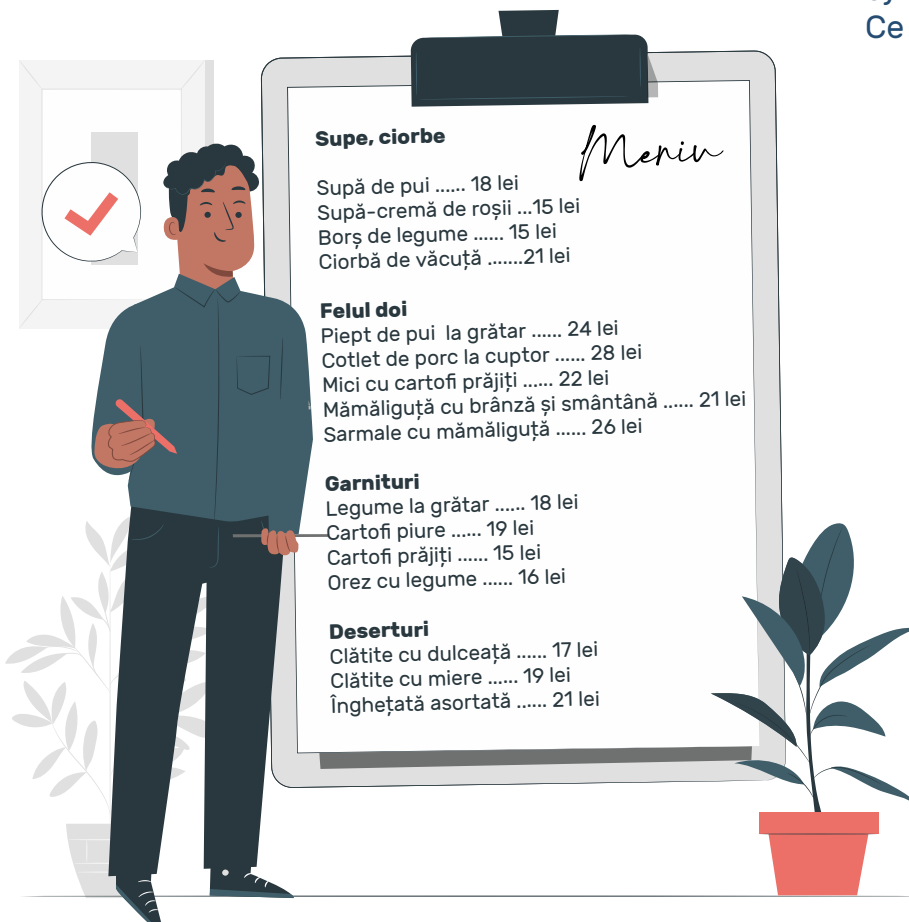 Ce
Meniu
Supe, ciorbe
Supă de pui ...... 18 lei
Supă-cremă de roșii ...15 lei
Borș de legume ...... 15 lei
Ciorbă de văcuță .......21 lei
Felul doi
Piept de pui  la grătar ...... 24 lei
Cotlet de porc la cuptor ...... 28 lei
Mici cu cartofi prăjiți ...... 22 lei
Mămăliguță cu brânză și smântână ...... 21 lei
Sarmale cu mămăliguță ...... 26 lei
Garnituri
Legume la grătar ...... 18 lei
Cartofi piure ...... 19 lei
Cartofi prăjiți ...... 15 lei
Orez cu legume ...... 16 lei
Deserturi
Clătite cu dulceață ...... 17 lei
Clătite cu miere ...... 19 lei
Înghețată asortată ...... 21 lei